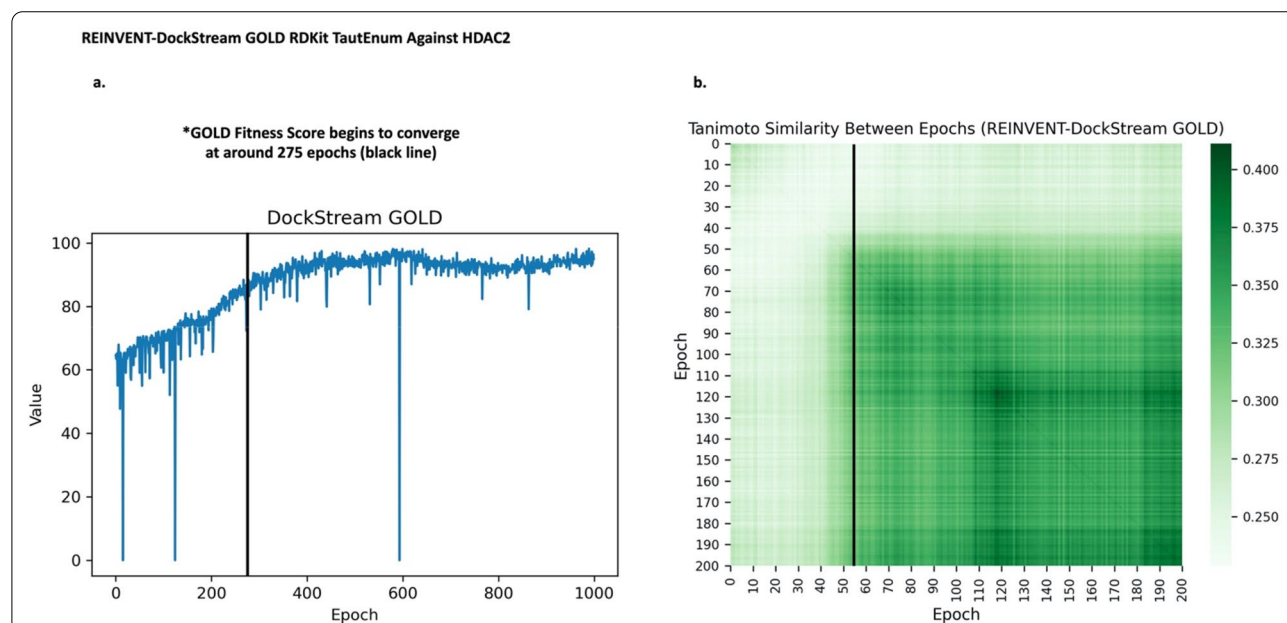 REINVENT-DockStream GOLD RDKit TautEnum Against HDAC2
a.
*GOLD Fitness Score begins to converge
at around 275 epochs (black line)
DockStream GOLD
Value
100
80
60
40
20
0
0 200 400 600 800 1000
Epoch
b.
Tanimoto Similarity Between Epochs (REINVENT-DockStream GOLD)
Epoch
0
10
20
30
40
50
60
70
80
90
100
110
120
130
140
150
160
170
180
190
200
0 10 20 30 40 50 60 70 80 90 100 110 120 130 140 150 160 170 180 190 200
Epoch
0.400
0.375
0.350
0.325
0.300
0.275
0.250